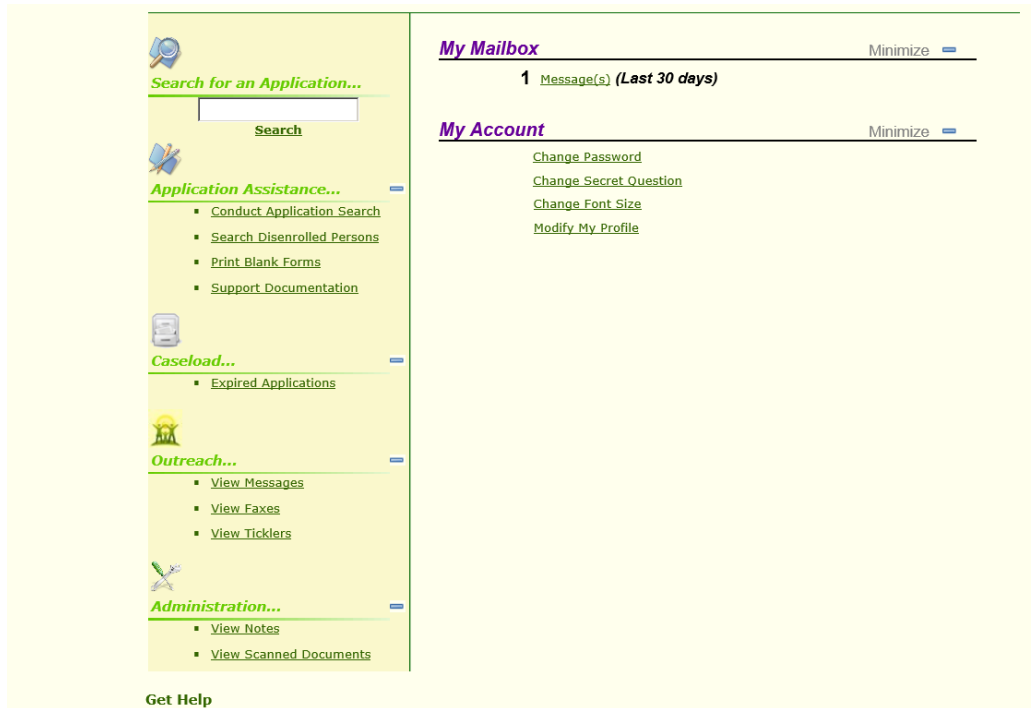 Search for an Application...
Search
Application Assistance...
Conduct Application Search
Search Disenrolled Persons
Print Blank Forms
Support Documentation
Caseload...
Expired Applications
Outreach...
View Messages
View Faxes
View Ticklers
Administration...
View Notes
View Scanned Documents
My Mailbox Minimize
1 Message(s) (Last 30 days)
My Account Minimize
Change Password
Change Secret Question
Change Font Size
Modify My Profile
Get Help